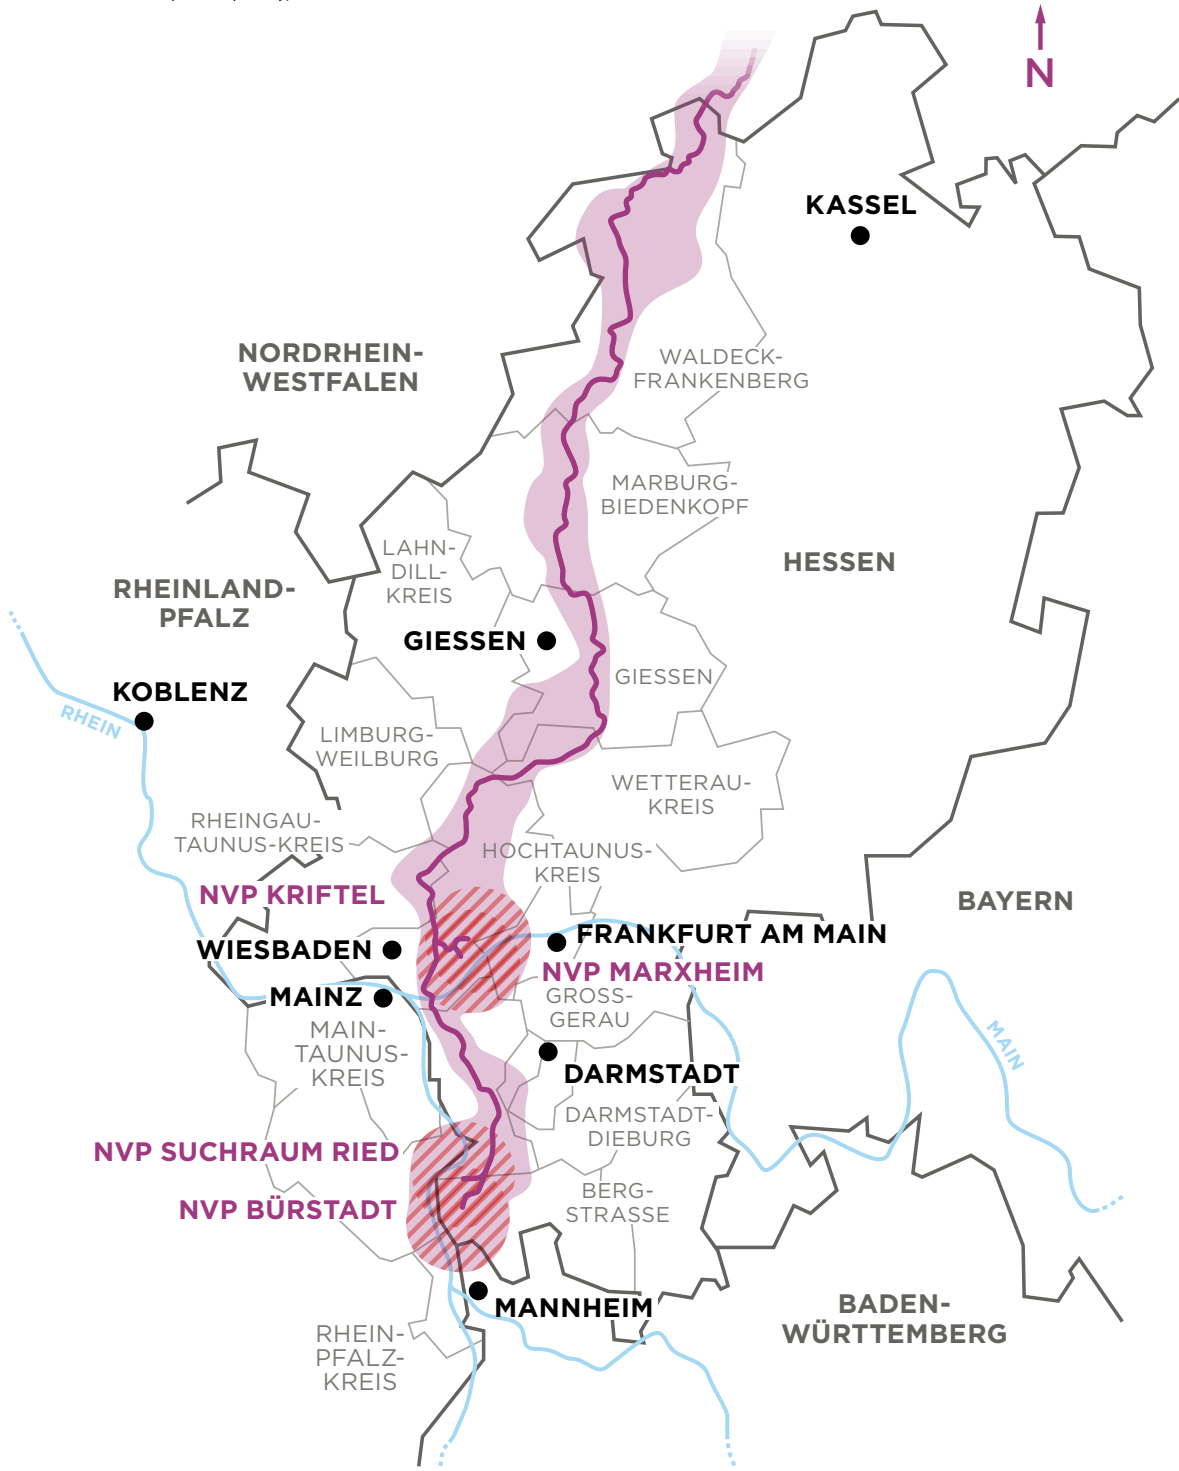 N
KASSEL
NORDRHEIN-
WESTFALEN
WALDECK-
FRANKENBERG
MARBURG-
BIEDENKOPF
LAHN-
DILL-
KREIS
HESSEN
RHEINLAND-
PFALZ
GIESSEN
GIESSEN
KOBLENZ
RHEIN
LIMBURG-
WEILBURG
WETTERAU-
KREIS
RHEINGAU-
TAUNUS-KREIS
HOCHTAUNUS-
KREIS
NVP KRIFTEL
BAYERN
WIESBADEN
FRANKFURT AM MAIN
NVP MARXHEIM
MAINZ
GROSS-
GERAU
MAIN-
TAUNUS-
KREIS
MAIN
DARMSTADT
DARMSTADT-
DIEBURG
NVP SUCHRAUM RIED
BERG-
STRASSE
NVP BÜRSTADT
MANNHEIM
BADEN-
WÜRTTEMBERG
RHEIN-
PFALZ-
KREIS